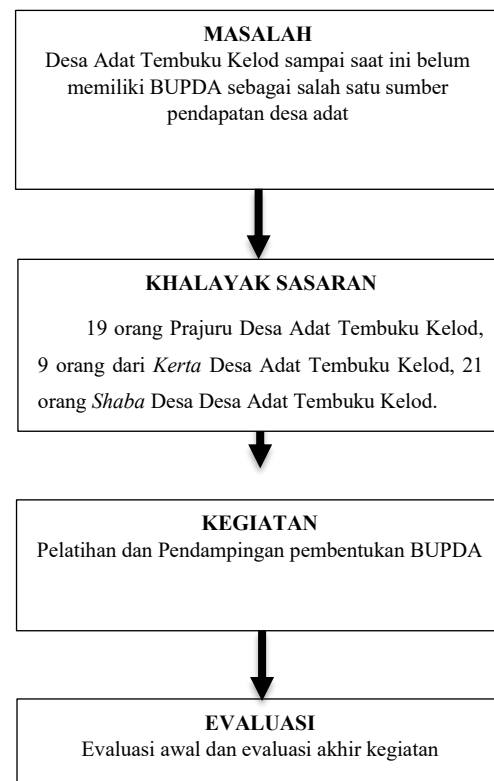 MASALAH
Desa Adat Tembuku Kelod sampai saat ini belum
memiliki BUPDA sebagai salah satu sumber
pendapatan desa adat
KHALAYAK SASARAN
19 orang Prajuru Desa Adat Tembuku Kelod,
9 orang dari Kerta Desa Adat Tembuku Kelod, 21
orang Shaba Desa Desa Adat Tembuku Kelod.
KEGIATAN
Pelatihan dan Pendampingan pembentukan BUPDA
EVALUASI
Evaluasi awal dan evaluasi akhir kegiatan